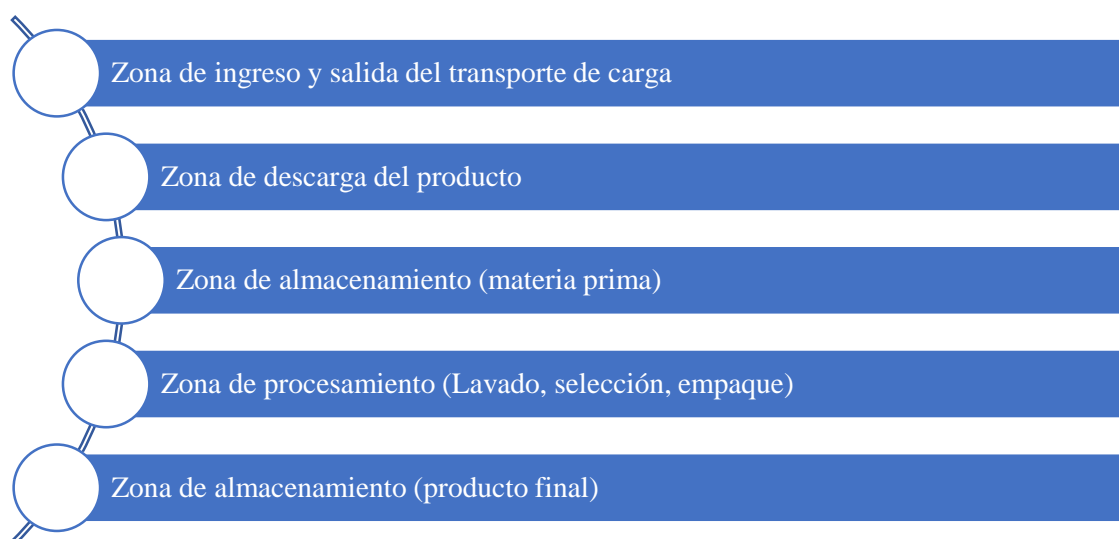 Zona de ingreso y salida del transporte de carga
Zona de descarga del producto
Zona de almacenamiento (materia prima)
Zona de procesamiento (Lavado, selección, empaque)
Zona de almacenamiento (producto final)